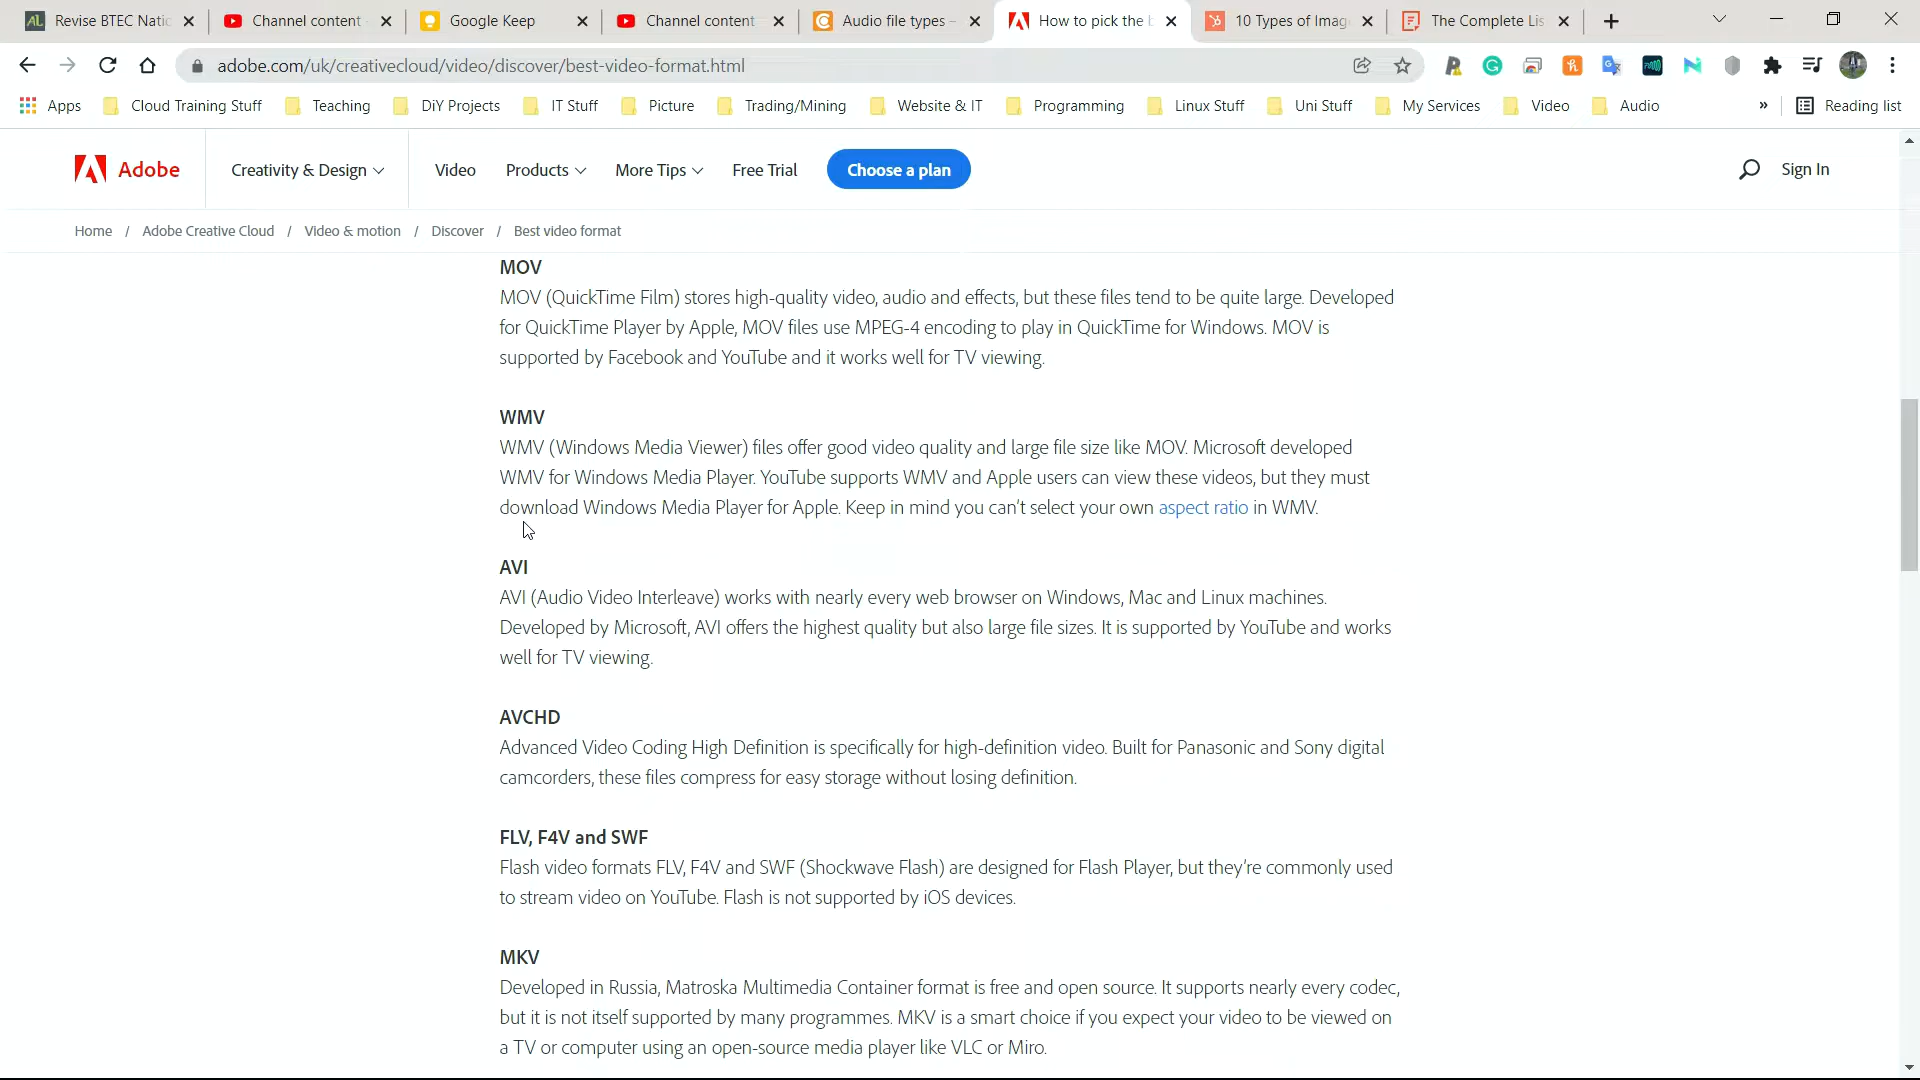 Revise BTEC Natio
Channel content
Google Keep
Channel content
Audio file types –
How to pick the b
10 Types of Imag
The Complete Lis
adobe.com/uk/creativecloud/video/discover/best-video-format.html
Apps
Cloud Training Stuff
Teaching
DiY Projects
IT Stuff
Picture
Trading/Mining
Website & IT
Programming
Linux Stuff
Uni Stuff
My Services
Video
Audio
»
Reading list
Adobe
Creativity & Design
Video
Products
More Tips
Free Trial
Choose a plan
Sign In
Home / Adobe Creative Cloud / Video & motion / Discover / Best video format
MOV
MOV (QuickTime Film) stores high-quality video, audio and effects, but these files tend to be quite large. Developed
for QuickTime Player by Apple, MOV files use MPEG-4 encoding to play in QuickTime for Windows. MOV is
supported by Facebook and YouTube and it works well for TV viewing.
WMV
WMV (Windows Media Viewer) files offer good video quality and large file size like MOV. Microsoft developed
WMV for Windows Media Player. YouTube supports WMV and Apple users can view these videos, but they must
download Windows Media Player for Apple. Keep in mind you can't select your own aspect ratio in WMV.
AVI
AVI (Audio Video Interleave) works with nearly every web browser on Windows, Mac and Linux machines.
Developed by Microsoft, AVI offers the highest quality but also large file sizes. It is supported by YouTube and works
well for TV viewing.
AVCHD
Advanced Video Coding High Definition is specifically for high-definition video. Built for Panasonic and Sony digital
camcorders, these files compress for easy storage without losing definition.
FLV, F4V and SWF
Flash video formats FLV, F4V and SWF (Shockwave Flash) are designed for Flash Player, but they're commonly used
to stream video on YouTube. Flash is not supported by iOS devices.
MKV
Developed in Russia, Matroska Multimedia Container format is free and open source. It supports nearly every codec,
but it is not itself supported by many programmes. MKV is a smart choice if you expect your video to be viewed on
a TV or computer using an open-source media player like VLC or Miro.